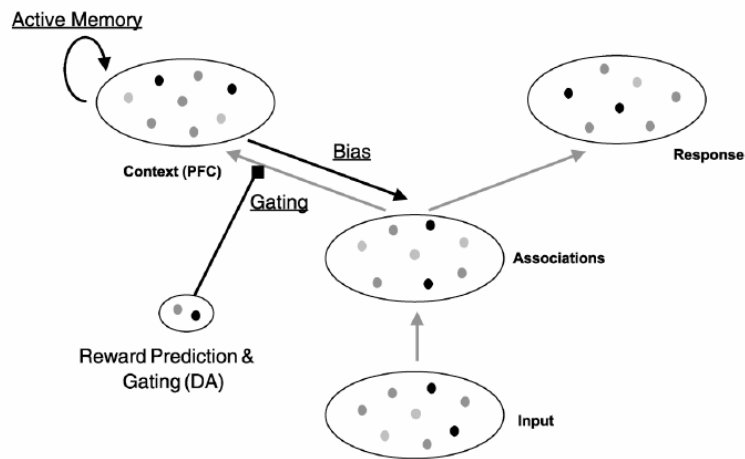 Active Memory
Bias
Context (PFC)
Response
Gating
Associations
Reward Prediction &
Gating (DA)
Input